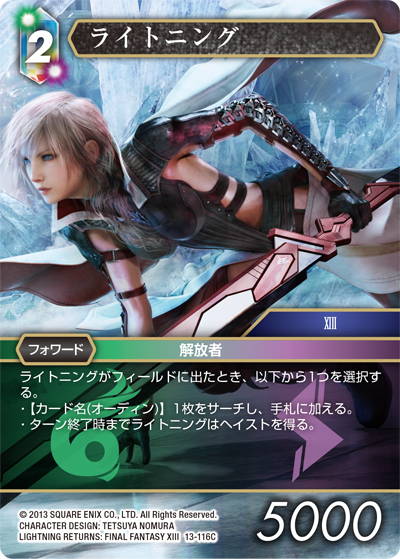 2
ライトニング
XIII
フォワード
解放者
ライトニングがフィールドに出たとき、以下から1つを選択す
る。
・【カード名(オーディン)】1枚をサーチし、手札に加える。
・ターン終了時までライトニングはヘイストを得る。
© 2013 SQUARE ENIX CO., LTD. All Rights Reserved.
CHARACTER DESIGN: TETSUYA NOMURA
LIGHTNING RETURNS: FINAL FANTASY XIII 13-116C
5000